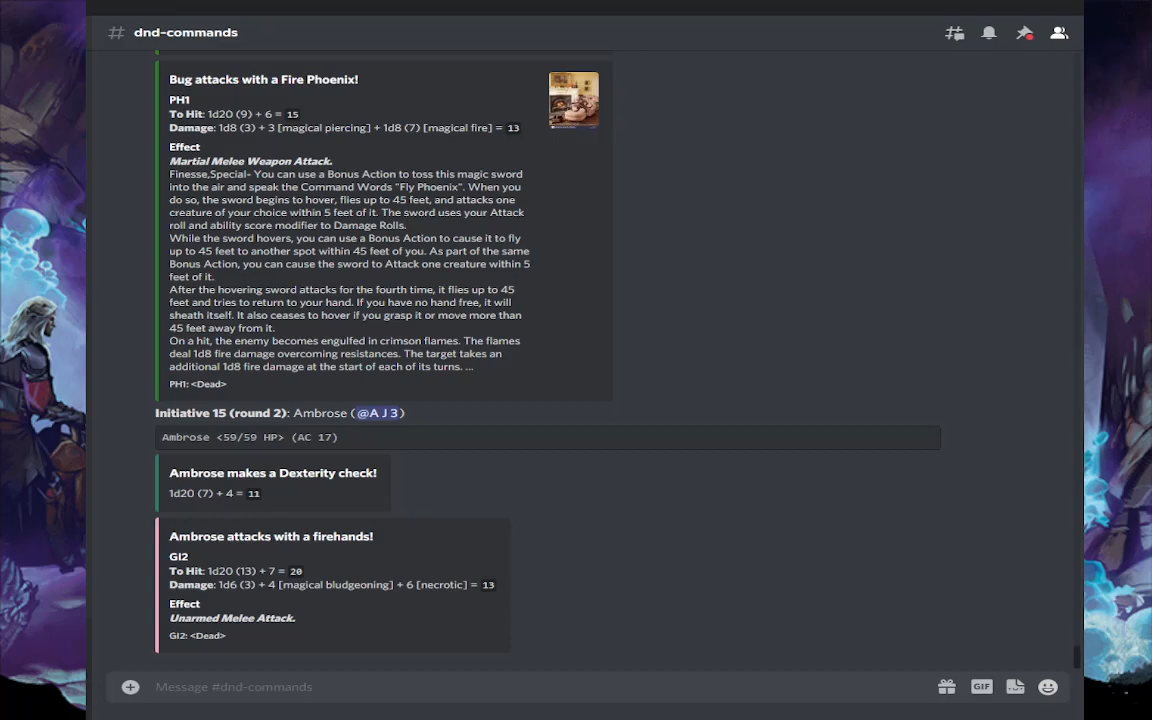 dnd-commands
Bug attacks with a Fire Phoenix!
PH1
To Hit: 1d20 (9) + 6 = 15
Damage: 1d8 (3) + 3 [magical piercing] + 1d8 (7) [magical fire] = 13
Effect
Martial Melee Weapon Attack.
Finesse,Special- You can use a Bonus Action to toss this magic sword
into the air and speak the Command Words "Fly Phoenix". When you
do so, the sword begins to hover, flies up to 45 feet, and attacks one
creature of your choice within 5 feet of it. The sword uses your Attack
roll and ability score modifier to Damage Rolls.
While the sword hovers, you can use a Bonus Action to cause it to fly
up to 45 feet to another spot within 45 feet of you. As part of the same
Bonus Action, you can cause the sword to Attack one creature within 5
feet of it.
After the hovering sword attacks for the fourth time, it flies up to 45
feet and tries to return to your hand. If you have no hand free, it will
sheath itself. It also ceases to hover if you grasp it or move more than
45 feet away from it.
On a hit, the enemy becomes engulfed in crimson flames. The flames
deal 1d8 fire damage overcoming resistances. The target takes an
additional 1d8 fire damage at the start of each of its turns. ...
PH1: <Dead>
Initiative 15 (round 2): Ambrose (@A J 3)
Ambrose <59/59 HP> (AC 17)
Ambrose makes a Dexterity check!
1d20 (7) + 4 = 11
Ambrose attacks with a firehands!
GI2
To Hit: 1d20 (13) + 7 = 20
Damage: 1d6 (3) + 4 [magical bludgeoning] + 6 [necrotic] = 13
Effect
Unarmed Melee Attack.
GI2: <Dead>
Message #dnd-commands
GIF